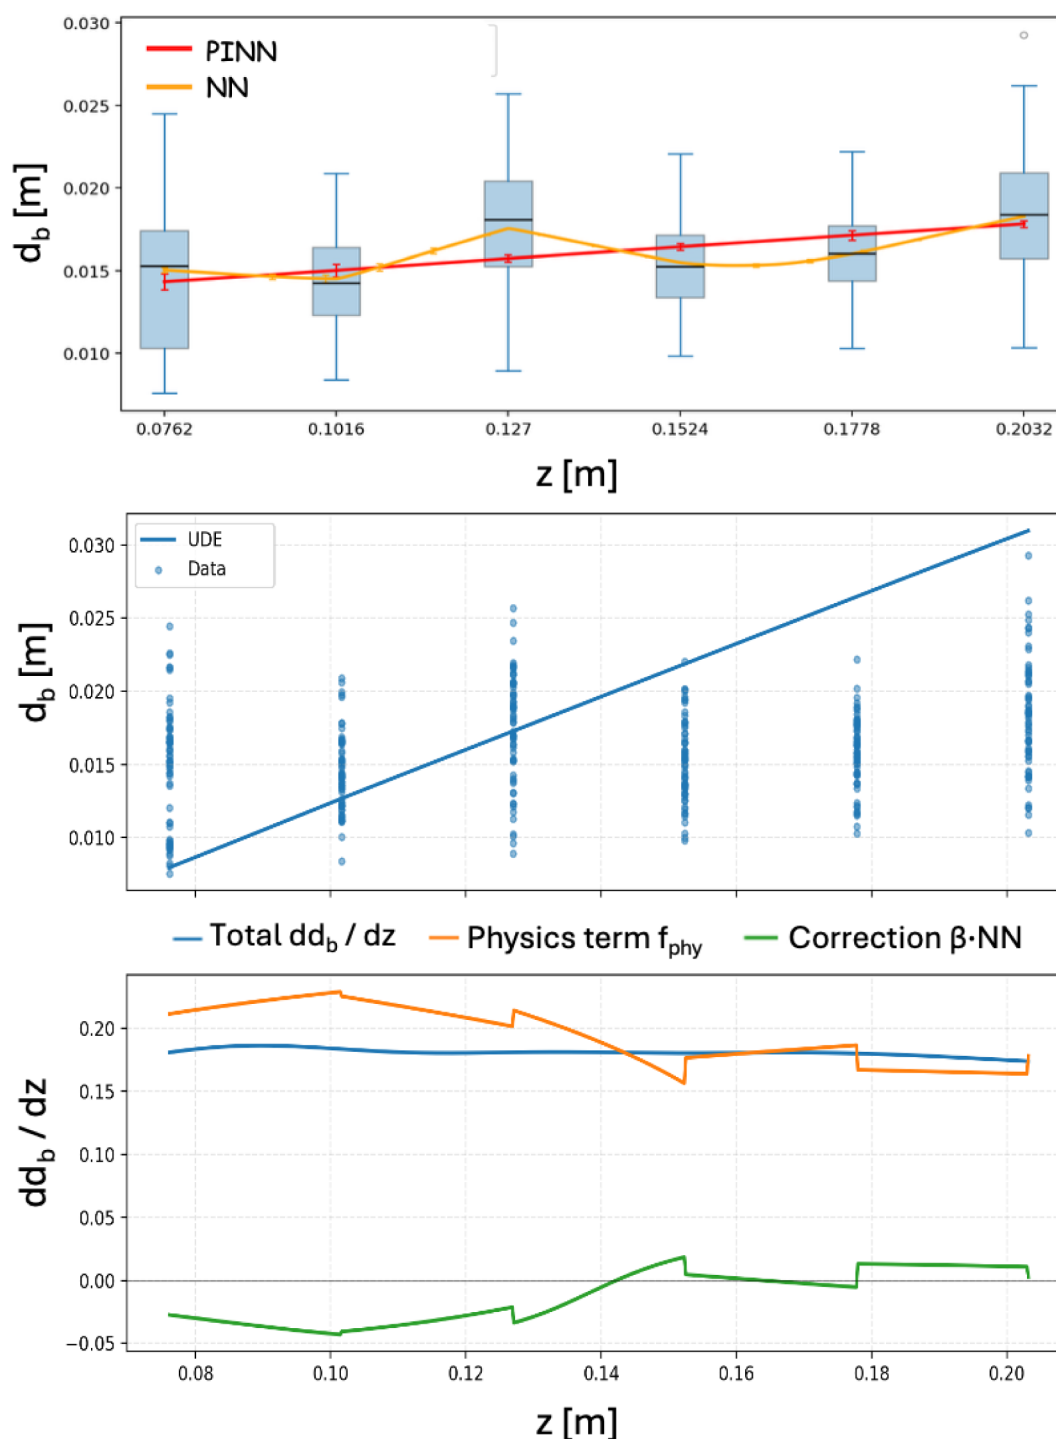 0.030
0.025
0.020
0.015
0.010
d_b [m]
PINN
NN
0.0762 0.1016 0.127 0.1524 0.1778 0.2032
z [m]
0.030
0.025
0.020
0.015
0.010
d_b [m]
UDE
Data
Total dd_b / dz Physics term f_phy Correction β·NN
0.20
0.15
0.10
0.05
0.00
−0.05
dd_b / dz
0.08 0.10 0.12 0.14 0.16 0.18 0.20
z [m]